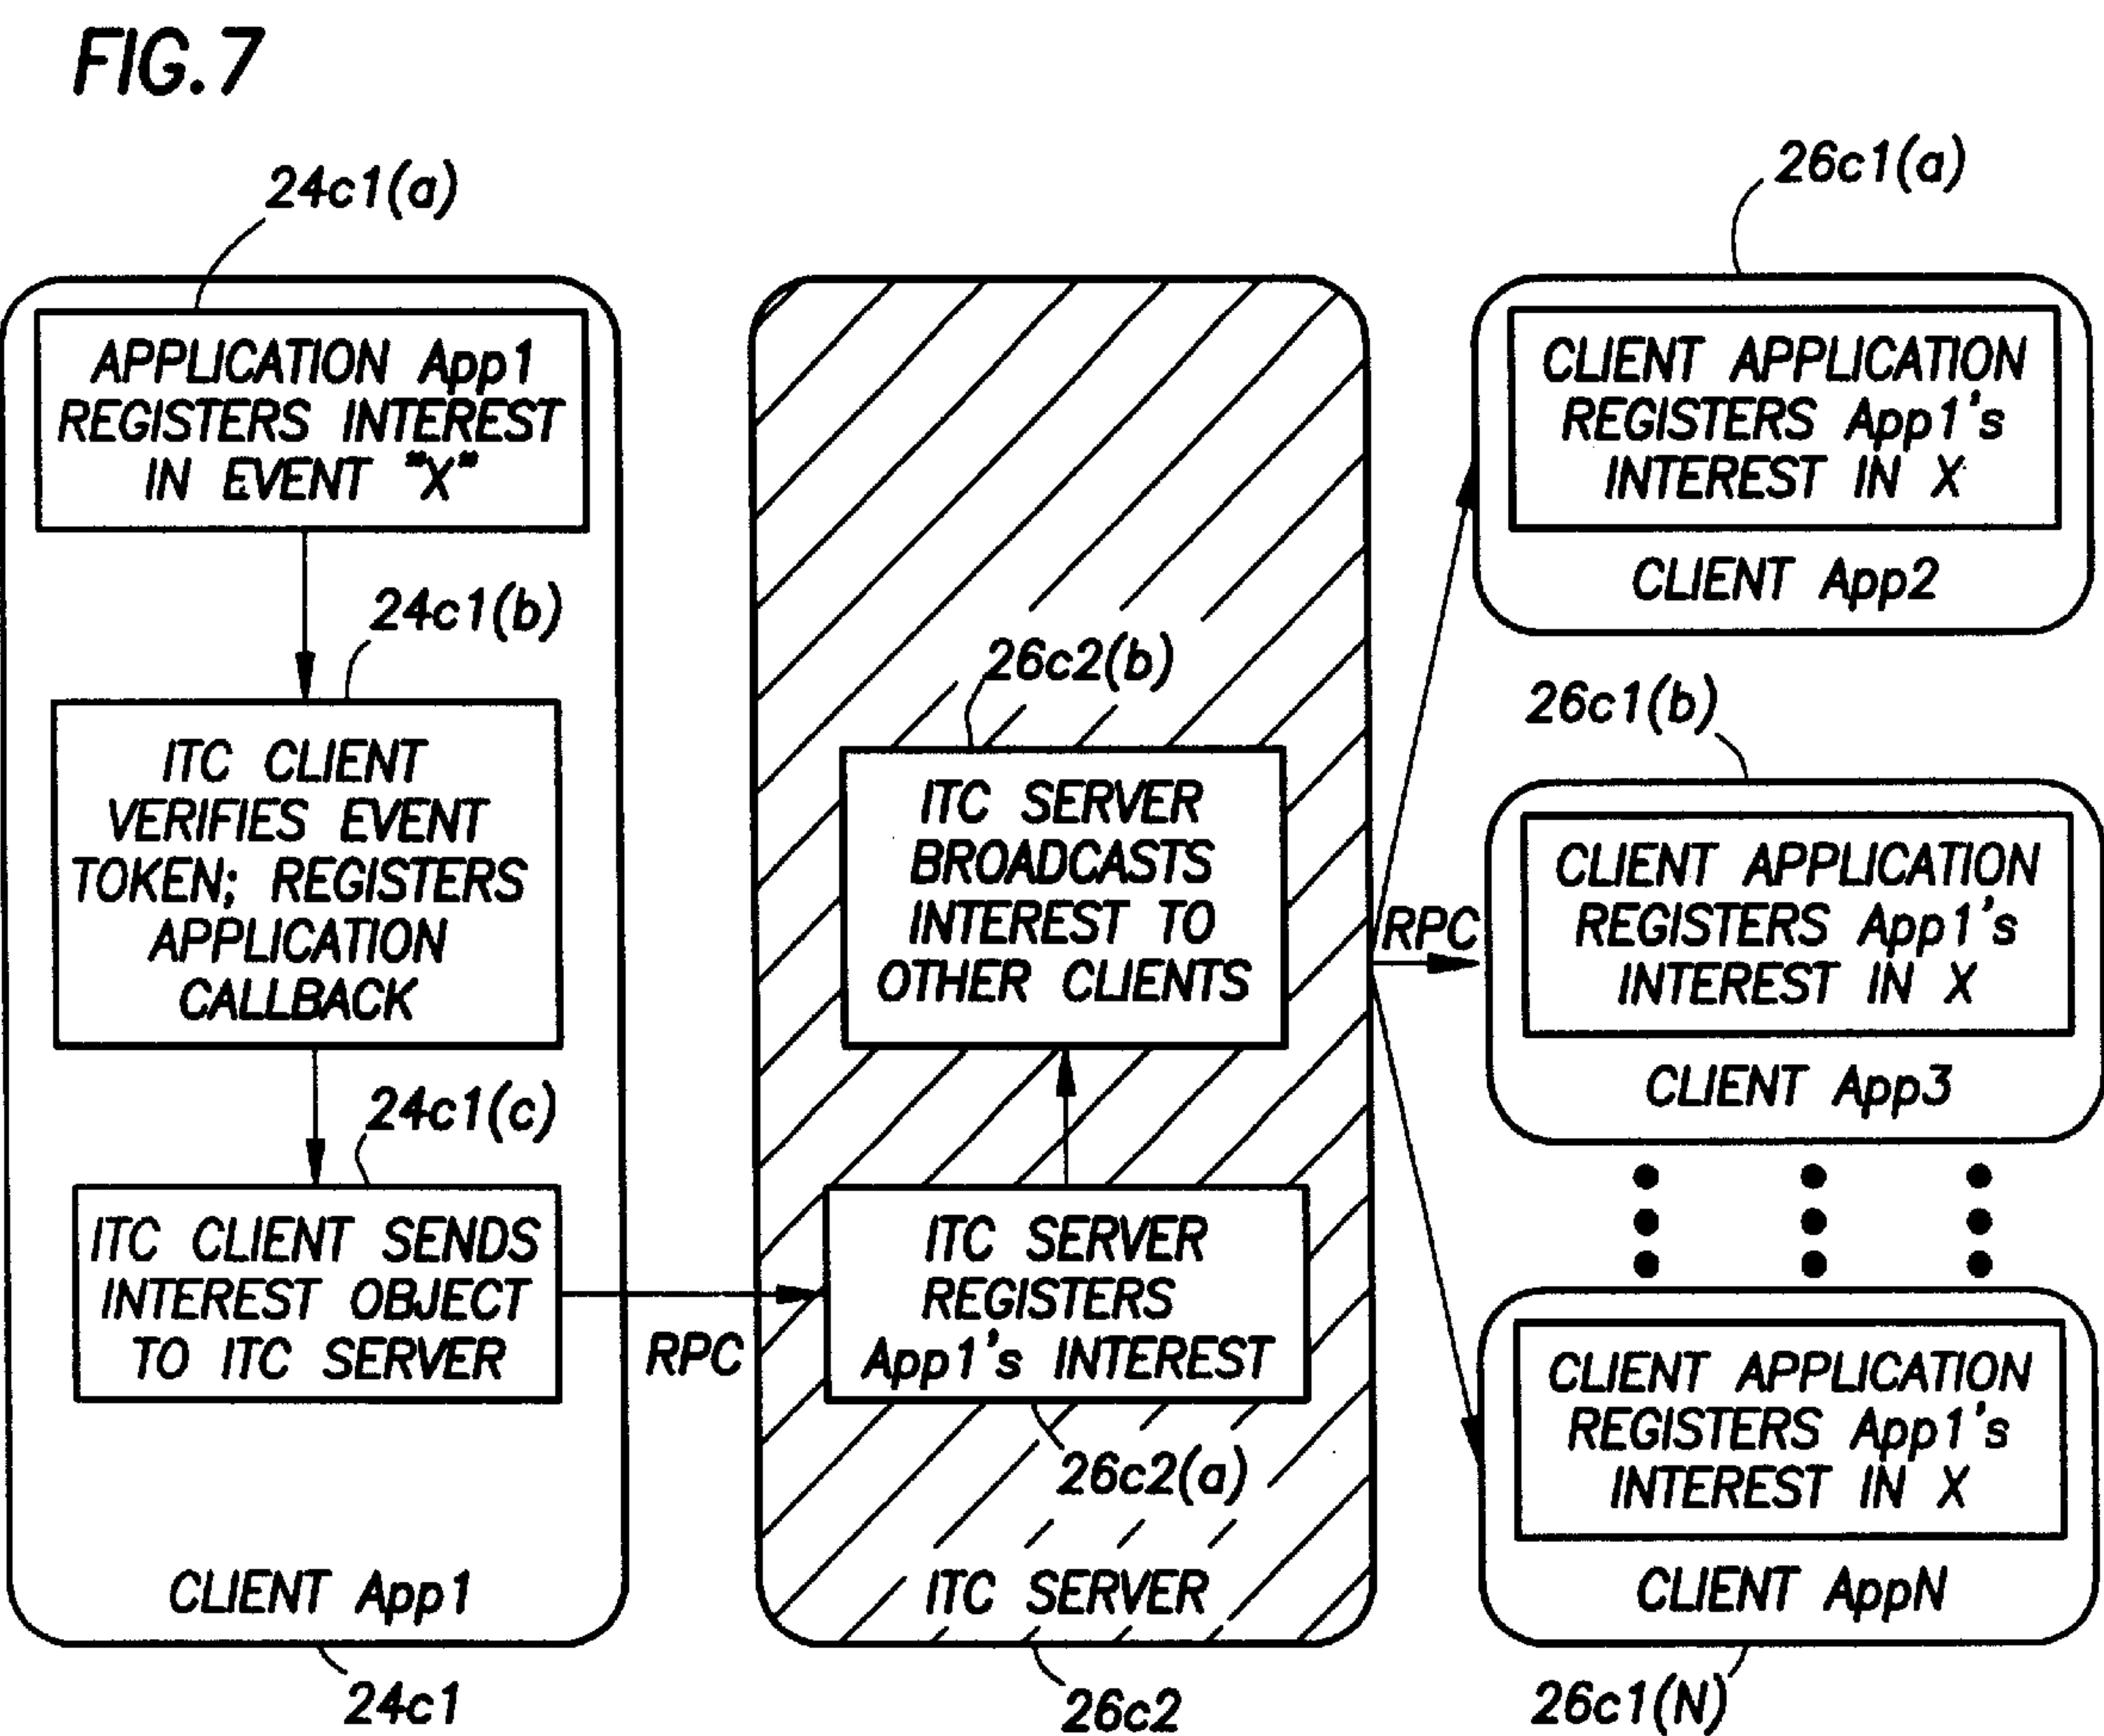 FIG.7
24c1(a)
APPLICATION App1
REGISTERS INTEREST
IN EVENT "X"
24c1(b)
ITC CLIENT
VERIFIES EVENT
TOKEN; REGISTERS
APPLICATION
CALLBACK
24c1(c)
ITC CLIENT SENDS
INTEREST OBJECT
TO ITC SERVER
CLIENT App1
24c1
RPC
26c2(b)
ITC SERVER
BROADCASTS
INTEREST TO
OTHER CLIENTS
ITC SERVER
REGISTERS
App1's INTEREST
26c2(a)
ITC SERVER
26c2
RPC
26c1(a)
CLIENT APPLICATION
REGISTERS App1's
INTEREST IN X
CLIENT App2
26c1(b)
CLIENT APPLICATION
REGISTERS App1's
INTEREST IN X
CLIENT App3
CLIENT APPLICATION
REGISTERS App1's
INTEREST IN X
CLIENT AppN
26c1(N)